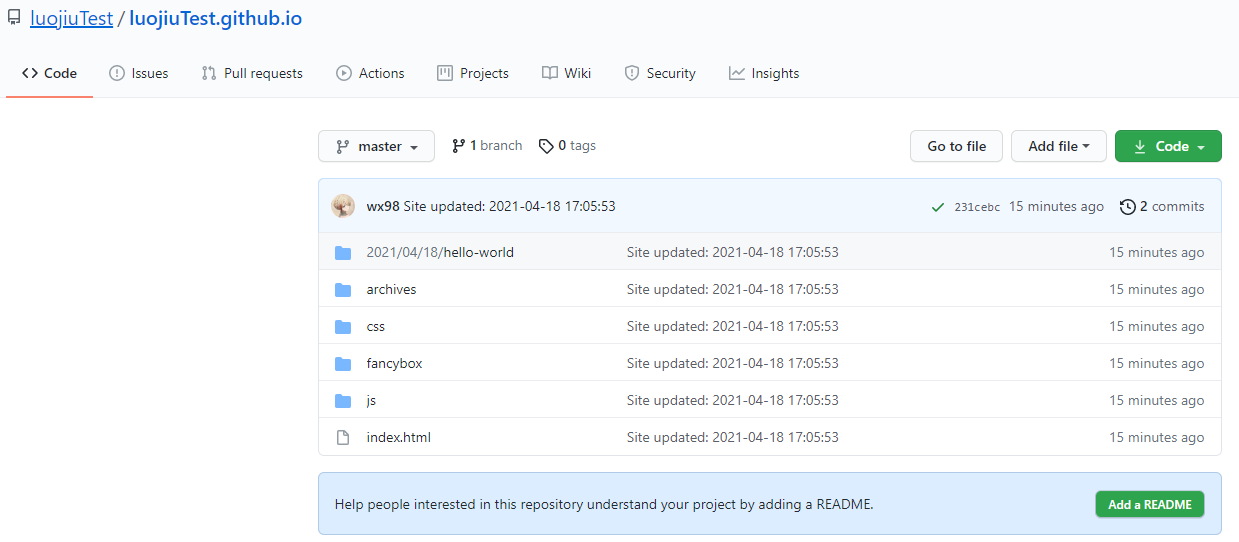 luojiuTest / luojiuTest.github.io
Code Issues Pull requests Actions Projects Wiki Security Insights
master 1 branch 0 tags Go to file Add file Code
wx98 Site updated: 2021-04-18 17:05:53 231cebc 15 minutes ago 2 commits
2021/04/18/hello-world Site updated: 2021-04-18 17:05:53 15 minutes ago
archives Site updated: 2021-04-18 17:05:53 15 minutes ago
css Site updated: 2021-04-18 17:05:53 15 minutes ago
fancybox Site updated: 2021-04-18 17:05:53 15 minutes ago
js Site updated: 2021-04-18 17:05:53 15 minutes ago
index.html Site updated: 2021-04-18 17:05:53 15 minutes ago
Help people interested in this repository understand your project by adding a README. Add a README